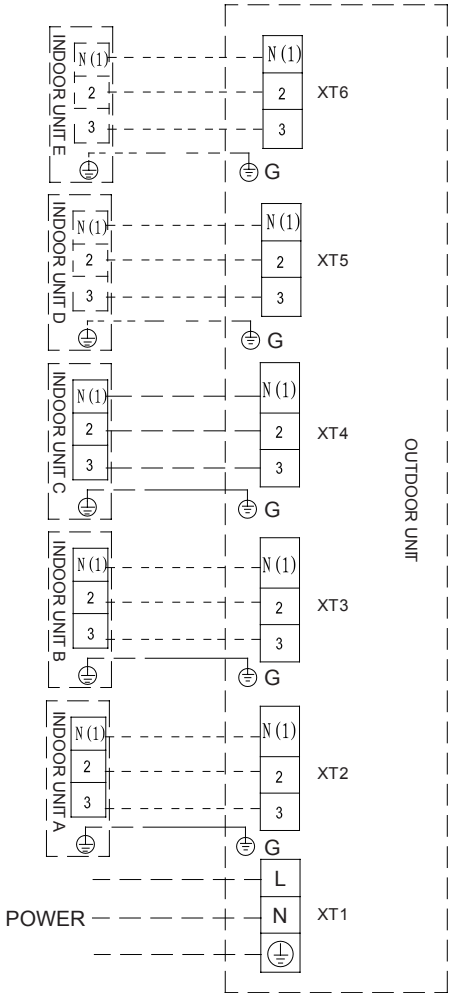 INDOOR UNIT E
N (1)
2
3
N (1)
2
3
XT6
G
INDOOR UNIT D
N (1)
2
3
N (1)
2
3
XT5
G
INDOOR UNIT C
N (1)
2
3
N (1)
2
3
XT4
G
OUTDOOR UNIT
INDOOR UNIT B
N (1)
2
3
N (1)
2
3
XT3
G
INDOOR UNIT A
N (1)
2
3
N (1)
2
3
XT2
G
POWER
L
N
XT1